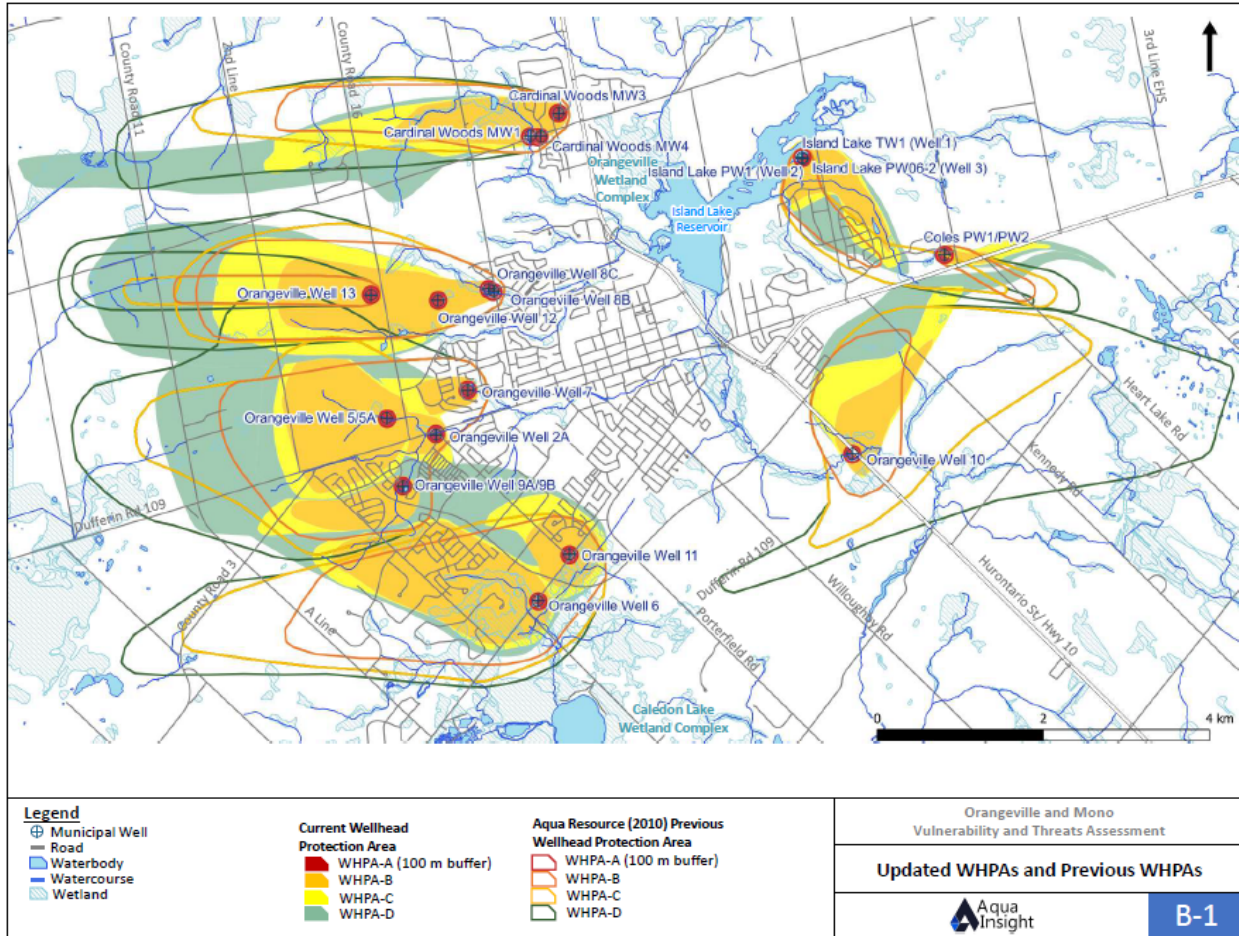 County Road 11
2nd Line
County Road 16
3rd Line EHS
Cardinal Woods MW3
Cardinal Woods MW1
Cardinal Woods MW4
Orangeville
Wetland
Complex
Island Lake TW1 (Well 1)
Island Lake PW1 (Well 2)
Island Lake PW06-2 (Well 3)
Island Lake
Reservoir
Coles PW1/PW2
Orangeville Well 8C
Orangeville Well 13
Orangeville Well 8B
Orangeville Well 12
Orangeville Well 7
Orangeville Well 5/5A
Orangeville Well 2A
Heart Lake Rd
Orangeville Well 10
Kennedy Rd
Orangeville Well 9A/9B
Dufferin Rd 109
Orangeville Well 11
Dufferin Rd 109
Orangeville Well 6
County Road 3
A Line
Willoughby Rd
Hurontario St/ Hwy 10
Porterfield Rd
Caledon Lake
Wetland Complex
0 2 4 km
Legend
Municipal Well
Road
Waterbody
Watercourse
Wetland
Current Wellhead
Protection Area
WHPA-A (100 m buffer)
WHPA-B
WHPA-C
WHPA-D
Aqua Resource (2010) Previous
Wellhead Protection Area
WHPA-A (100 m buffer)
WHPA-B
WHPA-C
WHPA-D
Orangeville and Mono
Vulnerability and Threats Assessment
Updated WHPAs and Previous WHPAs
Aqua
Insight
B-1